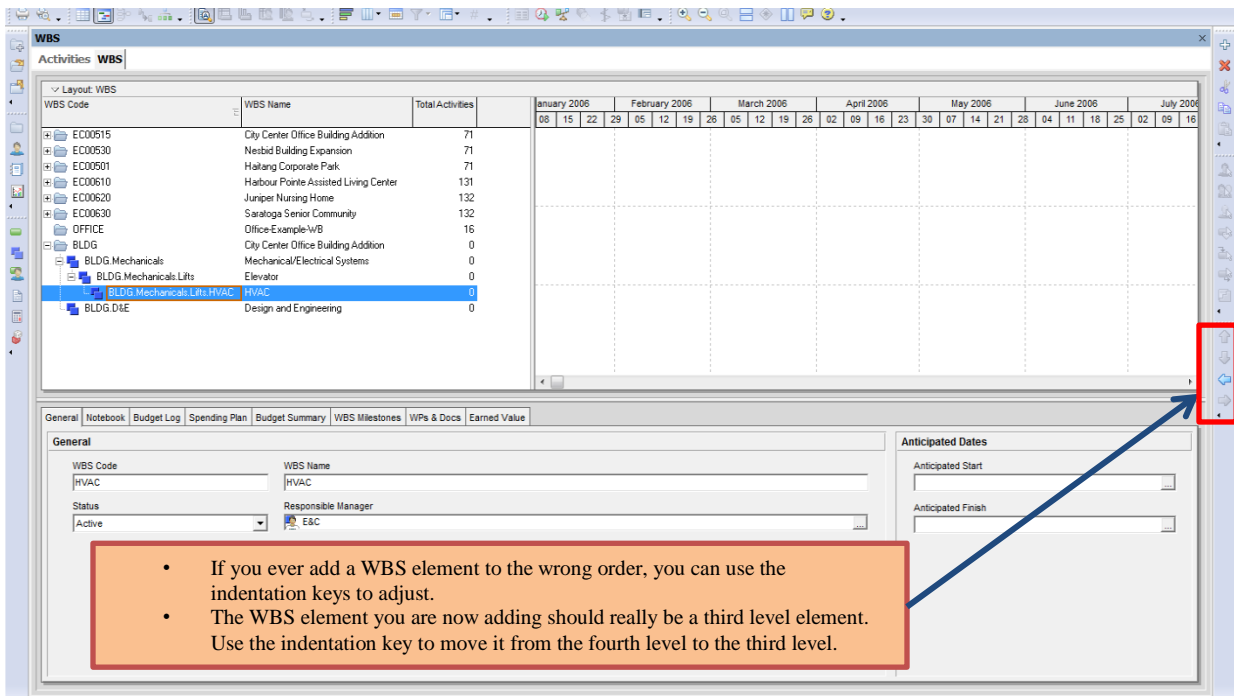 WBS
Activities WBS
Layout: WBS
WBS Code WBS Name Total Activities
anuary 2006 February 2006 March 2006 April 2006 May 2006 June 2006 July 2006
08 15 22 29 05 12 19 26 05 12 19 26 02 09 16 23 30 07 14 21 28 04 11 18 25 02 09 16
EC00515 City Center Office Building Addition 71
EC00530 Nesbid Building Expansion 71
EC00501 Haitang Corporate Park 71
EC00610 Harbour Pointe Assisted Living Center 131
EC00620 Juniper Nursing Home 132
EC00630 Saratoga Senior Community 132
OFFICE Office-Example-WB 16
BLDG City Center Office Building Addition 0
BLDG.Mechanicals Mechanical/Electrical Systems 0
BLDG.Mechanicals.Lifts Elevator 0
BLDG.Mechanicals.Lifts.HVAC HVAC 0
BLDG.D&E Design and Engineering 0
General Notebook Budget Log Spending Plan Budget Summary WBS Milestones WPs & Docs Earned Value
General
WBS Code WBS Name
HVAC HVAC
Status Responsible Manager
Active E&C
Anticipated Dates
Anticipated Start
...
Anticipated Finish
...
• If you ever add a WBS element to the wrong order, you can use the
indentation keys to adjust.
• The WBS element you are now adding should really be a third level element.
Use the indentation key to move it from the fourth level to the third level.